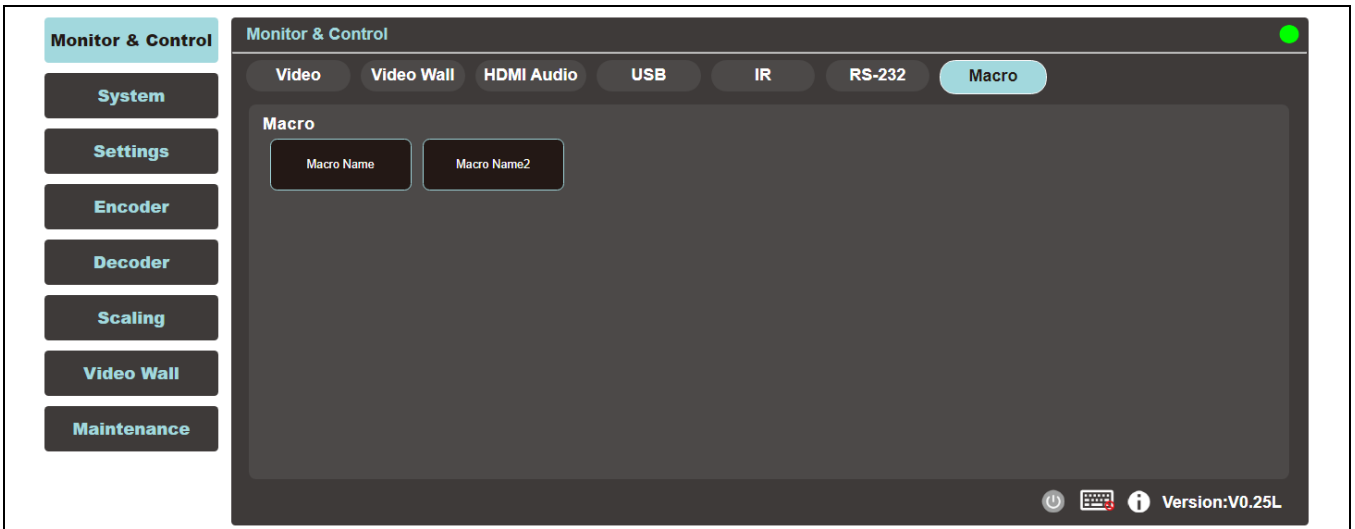 Monitor & Control
System
Settings
Encoder
Decoder
Scaling
Video Wall
Maintenance
Monitor & Control
Video Video Wall HDMI Audio USB IR RS-232 Macro
Macro
Macro Name Macro Name2
Version:V0.25L